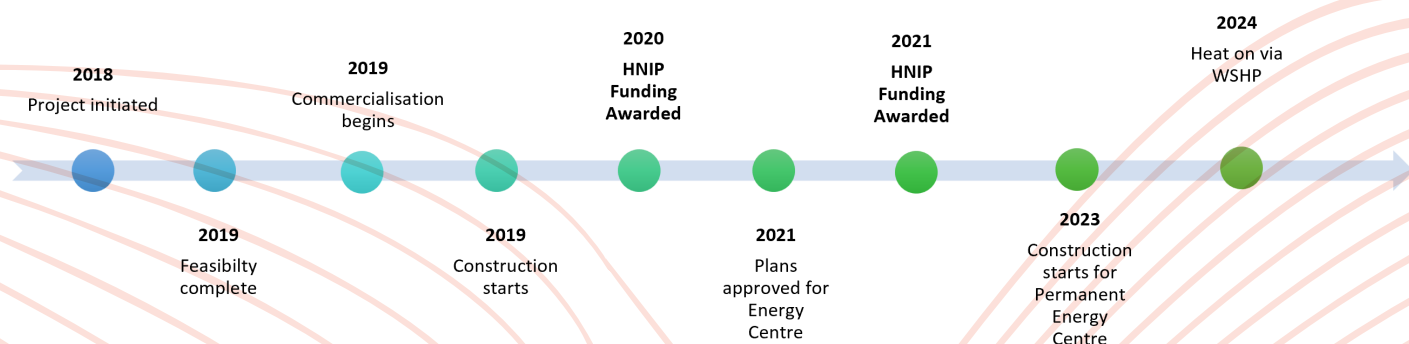 2018
Project initiated
2019
Feasibilty
complete
2019
Commercialisation
begins
2019
Construction
starts
2020
HNIP
Funding
Awarded
2021
Plans
approved for
Energy
Centre
2021
HNIP
Funding
Awarded
2023
Construction
starts for
Permanent
Energy
Centre
2024
Heat on via
WSHP